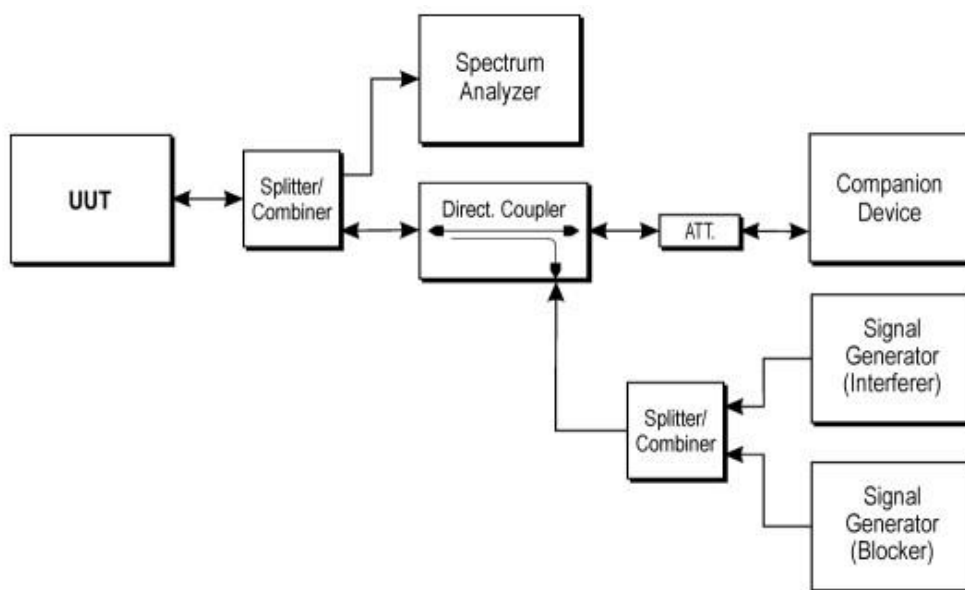 Spectrum
Analyzer
UUT
Splitter/
Combiner
Direct. Coupler
ATT.
Companion
Device
Signal
Generator
(Interferer)
Splitter/
Combiner
Signal
Generator
(Blocker)